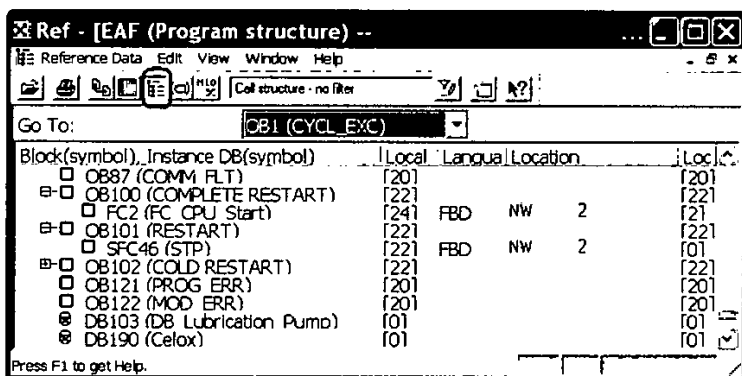 Ref - [EAF (Program structure) -- ...
Reference Data Edit View Window Help
Call structure - no filter
Go To: OB1 (CYCL_EXC)
Block(symbol), Instance DB(symbol) Local Langua Location Loc
OB87 (COMM FLT) [20] [20]
OB100 (COMPLETE RESTART) [22] [22]
FC2 (FC CPU Start) [24] FBD NW 2 [2]
OB101 (RESTART) [22] [22]
SFC46 (STP) [22] FBD NW 2 [0]
OB102 (COLD RESTART) [22] [22]
OB121 (PROG ERR) [20] [20]
OB122 (MOD ERR) [20] [20]
DB103 (DB Lubrication Pump) [0] [0]
DB190 (Celox) [0] [0]
Press F1 to get Help.